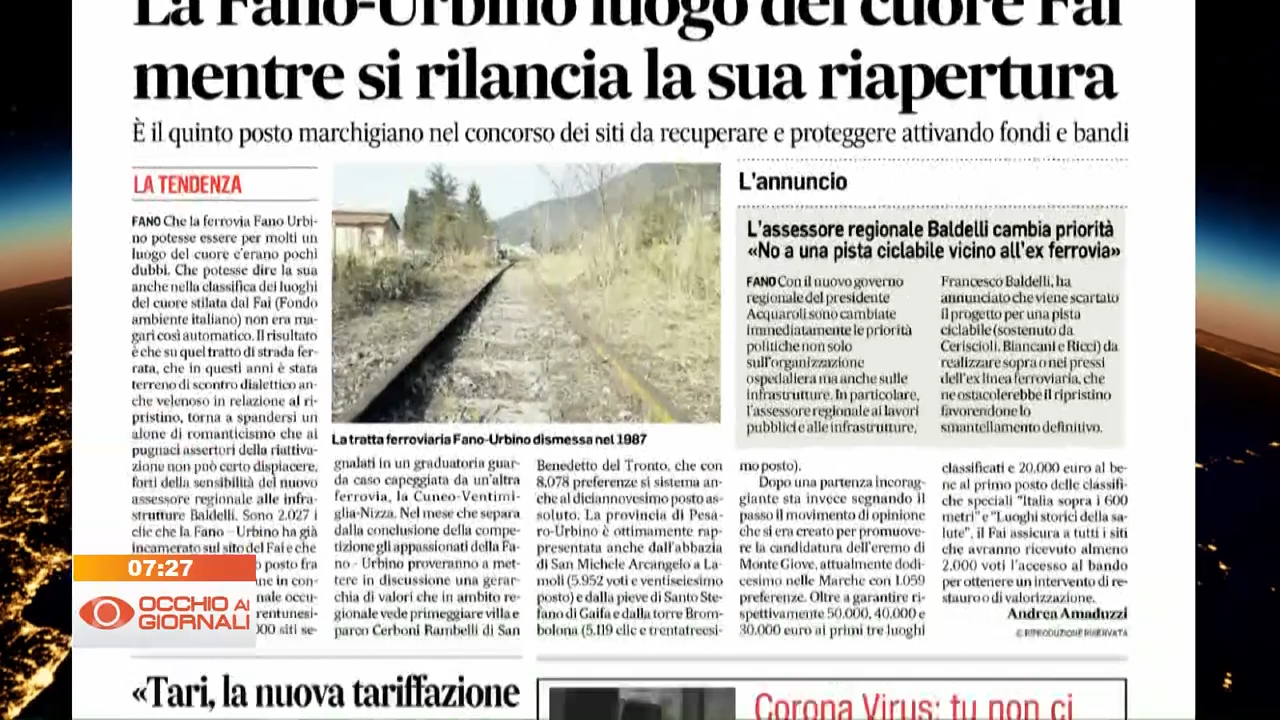 La Fano-Urbino luogo del cuore Fai
mentre si rilancia la sua riapertura
È il quinto posto marchigiano nel concorso dei siti da recuperare e proteggere attivando fondi e bandi
LA TENDENZA
FANO Che la ferrovia Fano Urbi-
no potesse essere per molti un
luogo del cuore c'erano pochi
dubbi. Che potesse dire la sua
anche nella classifica dei luoghi
del cuore stilata dal Fai (Fondo
ambiente italiano) non era ma-
gari così automatico. Il risultato
è che su quel tratto di strada fer-
rata, che in questi anni è stata
terreno di scontro dialettico an-
che velenoso in relazione al ri-
pristino, torna a spandersi un
alone di romanticismo che ai
pugnaci assertori della riattiva-
zione non può certo dispiacere,
forti della sensibilità del nuovo
assessore regionale alle infra-
strutture Baldelli. Sono 2.027 i
clic che la Fano - Urbino ha già
incamerato sul sito del Fai e che
posto fra
ne in con-
nale occu-
rentunesi-
000 siti se-
La tratta ferroviaria Fano-Urbino dismessa nel 1987
gnalati in un graduatoria guar-
da caso capeggiata da un'altra
ferrovia, la Cuneo-Ventimi-
glia-Nizza. Nel mese che separa
dalla conclusione della compe-
tizione gli appassionati della Fa-
no - Urbino proveranno a met-
tere in discussione una gerar-
chia di valori che in ambito re-
gionale vede primeggiare villa e
parco Cerboni Rambelli di San
Benedetto del Tronto, che con
8.078 preferenze si sistema an-
che al diciannovesimo posto as-
soluto. La provincia di Pesa-
ro-Urbino è ottimamente rap-
presentata anche dall'abbazia
di San Michele Arcangelo a La-
moli (5.952 voti e ventiseiesimo
posto) e dalla pieve di Santo Ste-
fano di Gaifa e dalla torre Brom-
bolona (5.119 clic e trentatreesi-
mo posto).
Dopo una partenza incorag-
giante sta invece segnando il
passo il movimento di opinione
che si era creato per promuove-
re la candidatura dell'eremo di
Monte Giove, attualmente dodi-
cesimo nelle Marche con 1.059
preferenze. Oltre a garantire ri-
spettivamente 50.000, 40.000 e
30.000 euro ai primi tre luoghi
classificati e 20.000 euro al be-
ne al primo posto delle classifi-
che speciali "Italia sopra i 600
metri" e "Luoghi storici della sa-
lute", il Fai assicura a tutti i siti
che avranno ricevuto almeno
2.000 voti l'accesso al bando
per ottenere un intervento di re-
stauro o di valorizzazione.
Andrea Amaduzzi
© RIPRODUZIONE RISERVATA
L'annuncio
L'assessore regionale Baldelli cambia priorità
«No a una pista ciclabile vicino all'ex ferrovia»
FANO Con il nuovo governo
regionale del presidente
Acquaroli sono cambiate
immediatamente le priorità
politiche non solo
sull'organizzazione
ospedaliera ma anche sulle
infrastrutture. In particolare,
l'assessore regionale ai lavori
pubblici e alle infrastrutture,
Francesco Baldelli, ha
annunciato che viene scartato
il progetto per una pista
ciclabile (sostenuto da
Ceriscioli, Biancani e Ricci) da
realizzare sopra o nei pressi
dell'ex linea ferroviaria, che
ne ostacolerebbe il ripristino
favorendone lo
smantellamento definitivo.
07:27
OCCHIO AI
GIORNALI
«Tari, la nuova tariffazione
Corona Virus: tu non ci